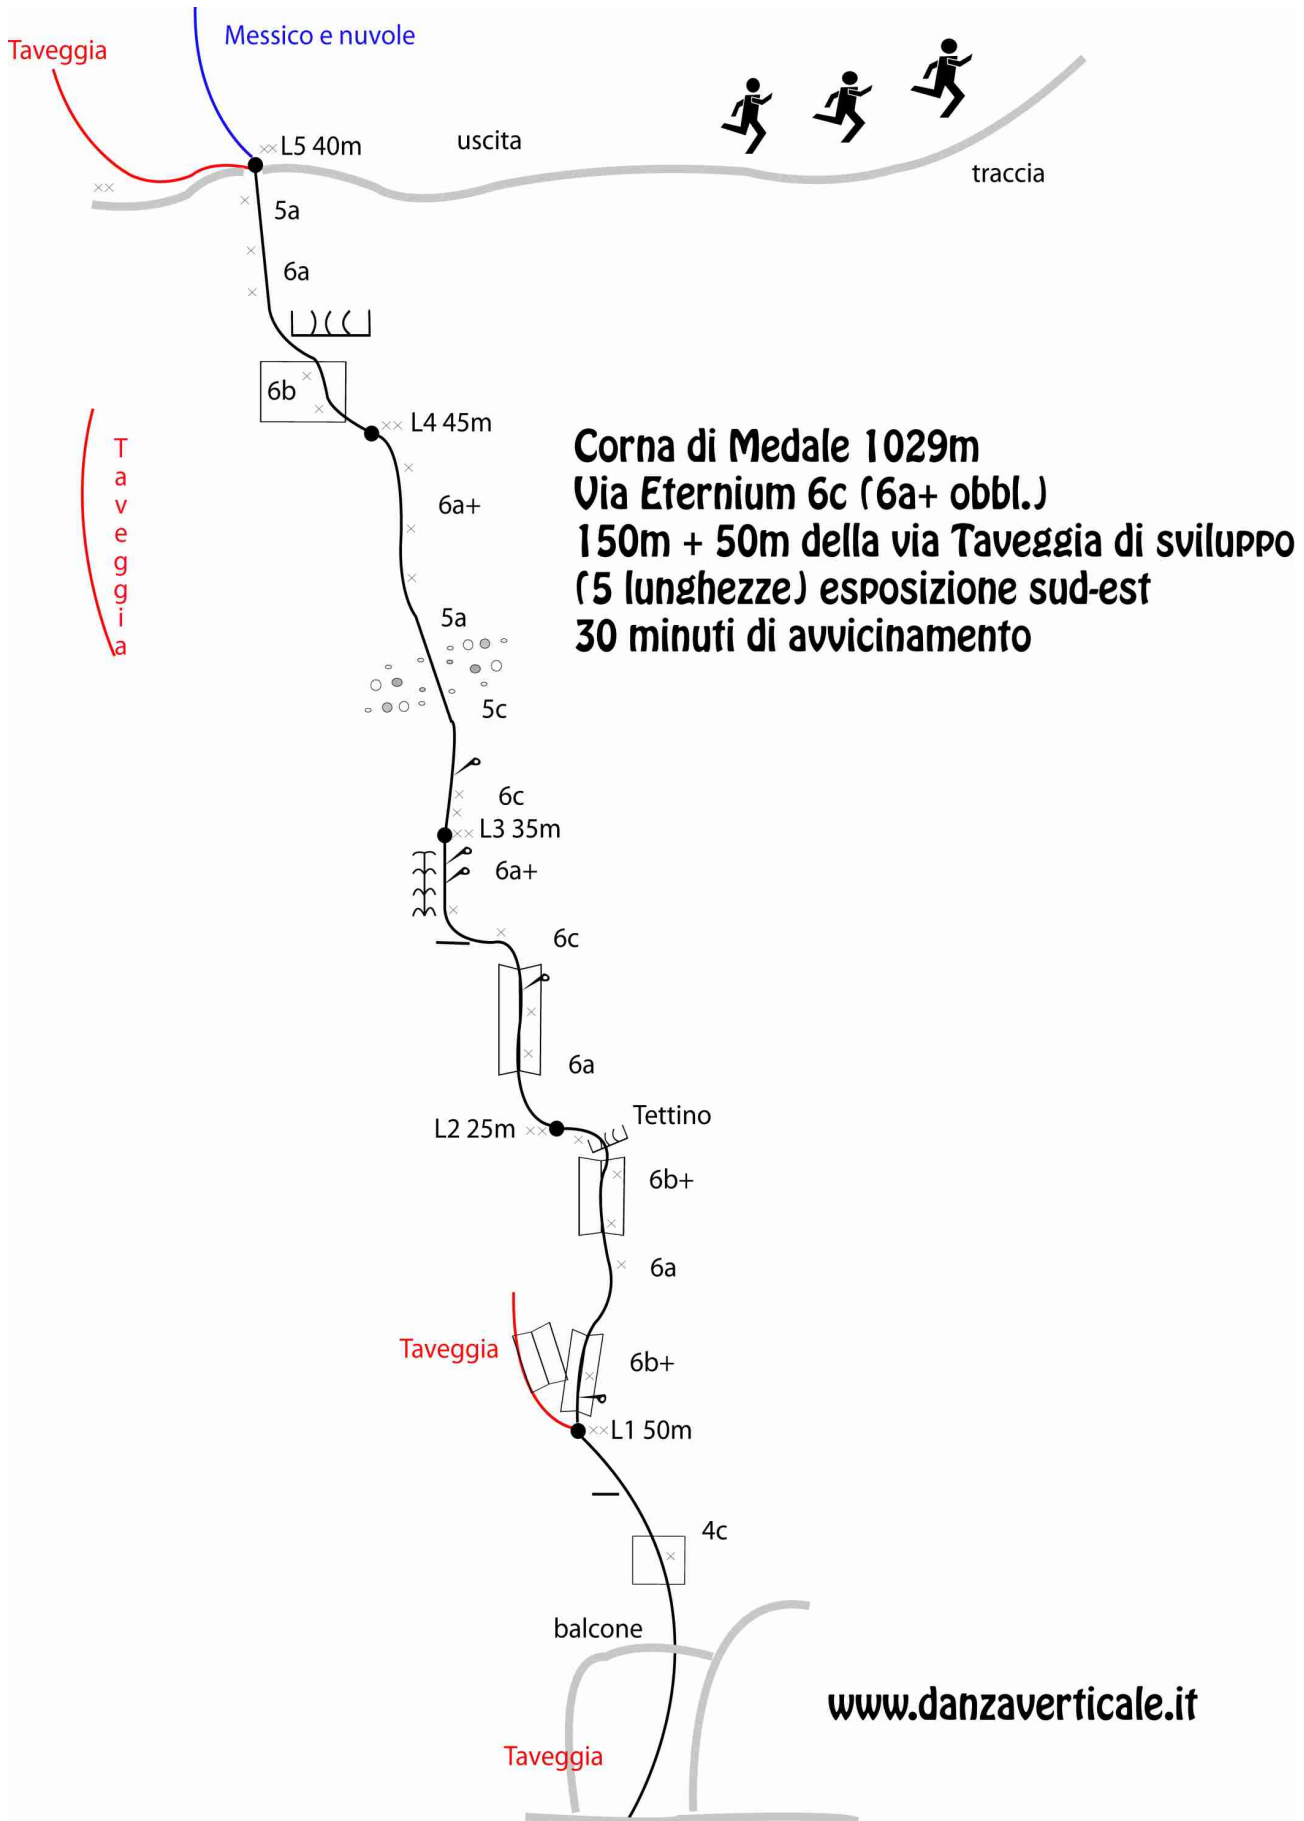 Messico e nuvole
Taveggia
L5 40m
uscita
traccia
5a
6a
6b
L4 45m
Taveggia
6a+
Corna di Medale 1029m
Via Eternium 6c (6a+ obbl.)
150m + 50m della via Taveggia di sviluppo
(5 lunghezze) esposizione sud-est
30 minuti di avvicinamento
5a
5c
6c
L3 35m
6a+
6c
6a
Tettino
L2 25m
6b+
6a
Taveggia
6b+
L1 50m
4c
balcone
www.danzaverticale.it
Taveggia